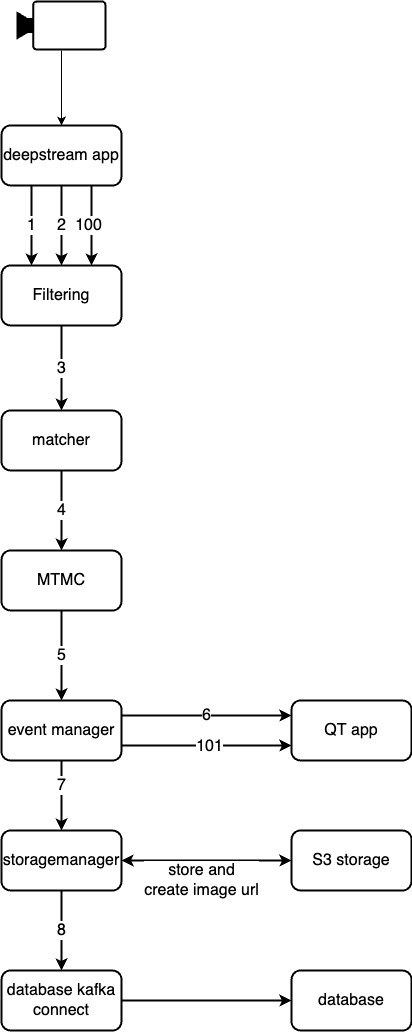 deepstream app
1 2 100
Filtering
3
matcher
4
MTMC
5
event manager
6
101
QT app
7
storagemanager
store and
create image url
S3 storage
8
database kafka
connect
database